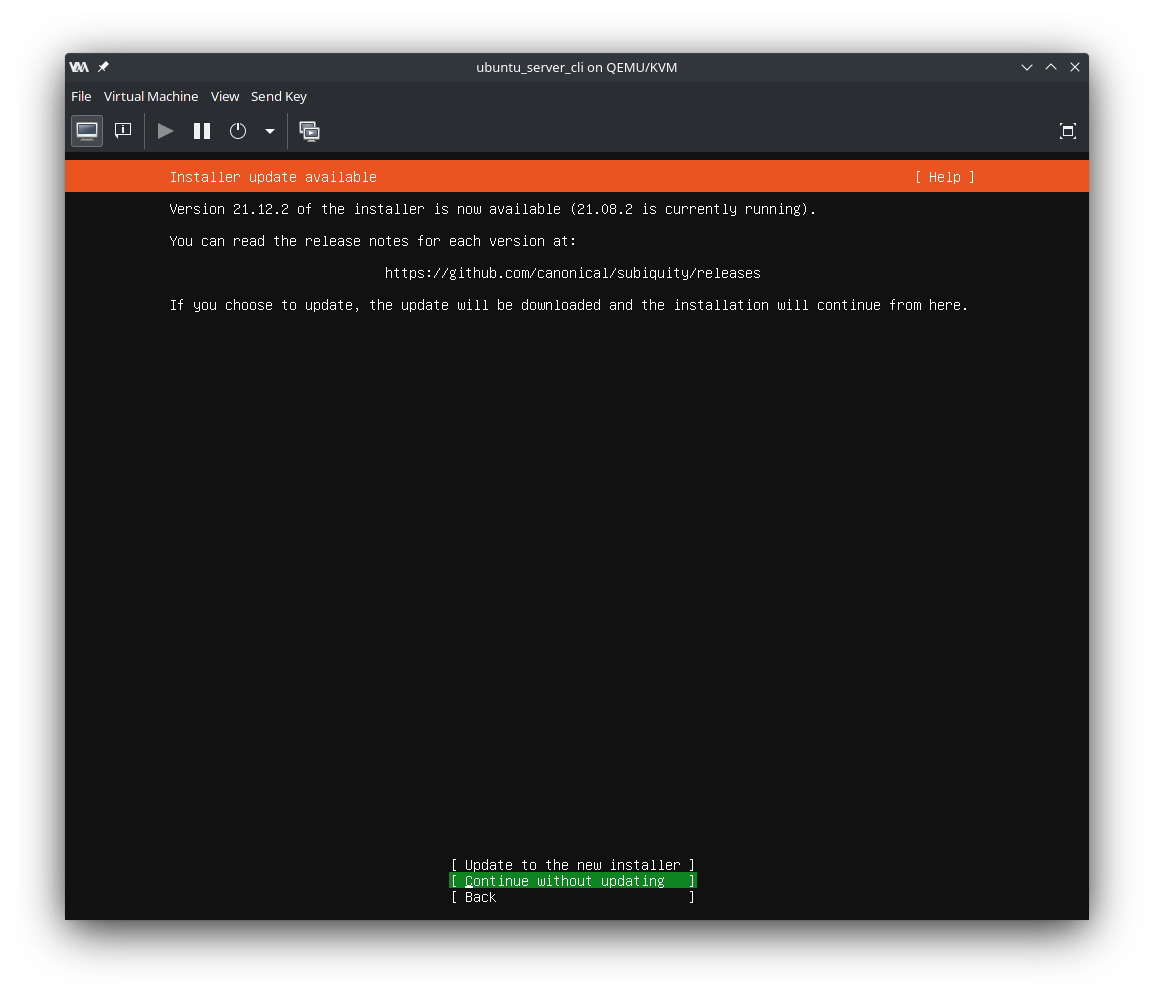 ubuntu_server_cli on QEMU/KVM
File Virtual Machine View Send Key
Installer update available [ Help ]
Version 21.12.2 of the installer is now available (21.08.2 is currently running).
You can read the release notes for each version at:
https://github.com/canonical/subiquity/releases
If you choose to update, the update will be downloaded and the installation will continue from here.
[ Update to the new installer ]
[ Continue without updating ]
[ Back ]